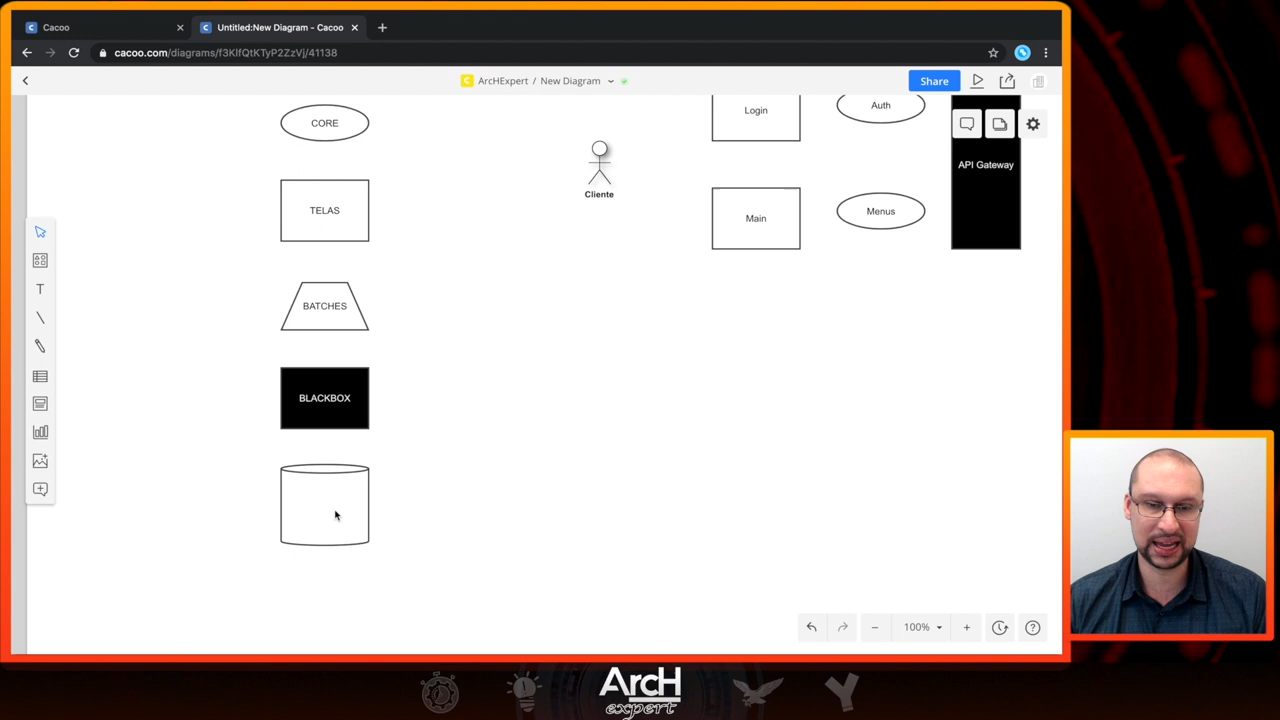 Cacoo
Untitled:New Diagram - Cacoo
cacoo.com/diagrams/f3KlfQtKTyP2ZzVj/41138
ArcHExpert / New Diagram
Share
CORE
TELAS
BATCHES
BLACKBOX
Cliente
Login
Auth
API Gateway
Main
Menus
T
100%
ArcH
expert